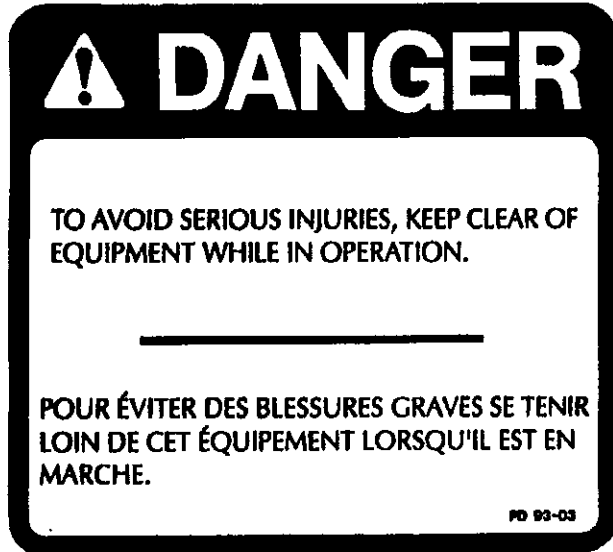 DANGER
TO AVOID SERIOUS INJURIES, KEEP CLEAR OF
EQUIPMENT WHILE IN OPERATION.
POUR ÉVITER DES BLESSURES GRAVES SE TENIR
LOIN DE CET ÉQUIPEMENT LORSQU'IL EST EN
MARCHE.
PD 93-03